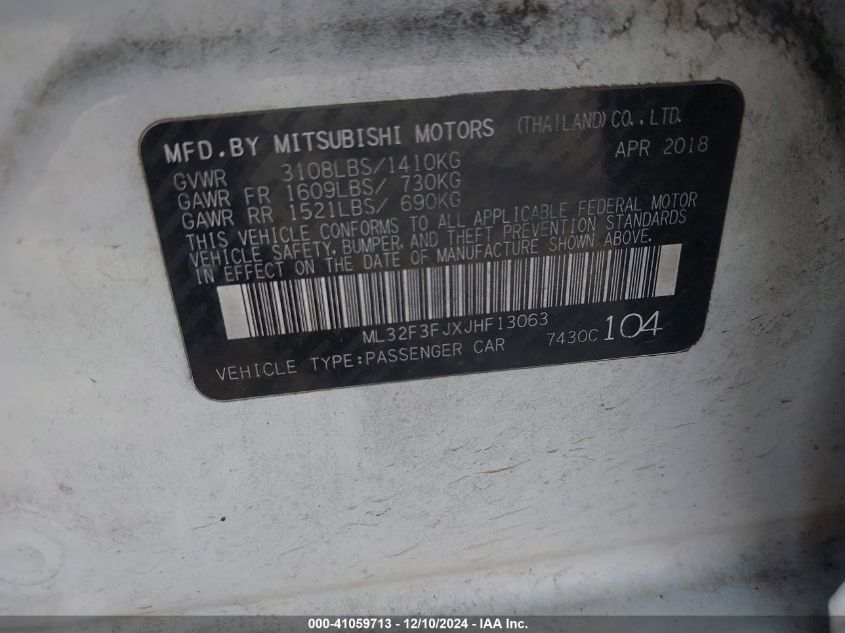 MFD.BY MITSUBISHI MOTORS (THAILAND) CO., LTD.
GVWR 3108LBS/1410KG APR 2018
GAWR FR 1609LBS/ 730KG
GAWR RR 1521LBS/ 690KG
THIS VEHICLE CONFORMS TO ALL APPLICABLE FEDERAL MOTOR
VEHICLE SAFETY, BUMPER, AND THEFT PREVENTION STANDARDS
IN EFFECT ON THE DATE OF MANUFACTURE SHOWN ABOVE.
ML32F3FJXJHF13063
VEHICLE TYPE:PASSENGER CAR 7430C 104
000-41059713 - 12/10/2024 - IAA Inc.